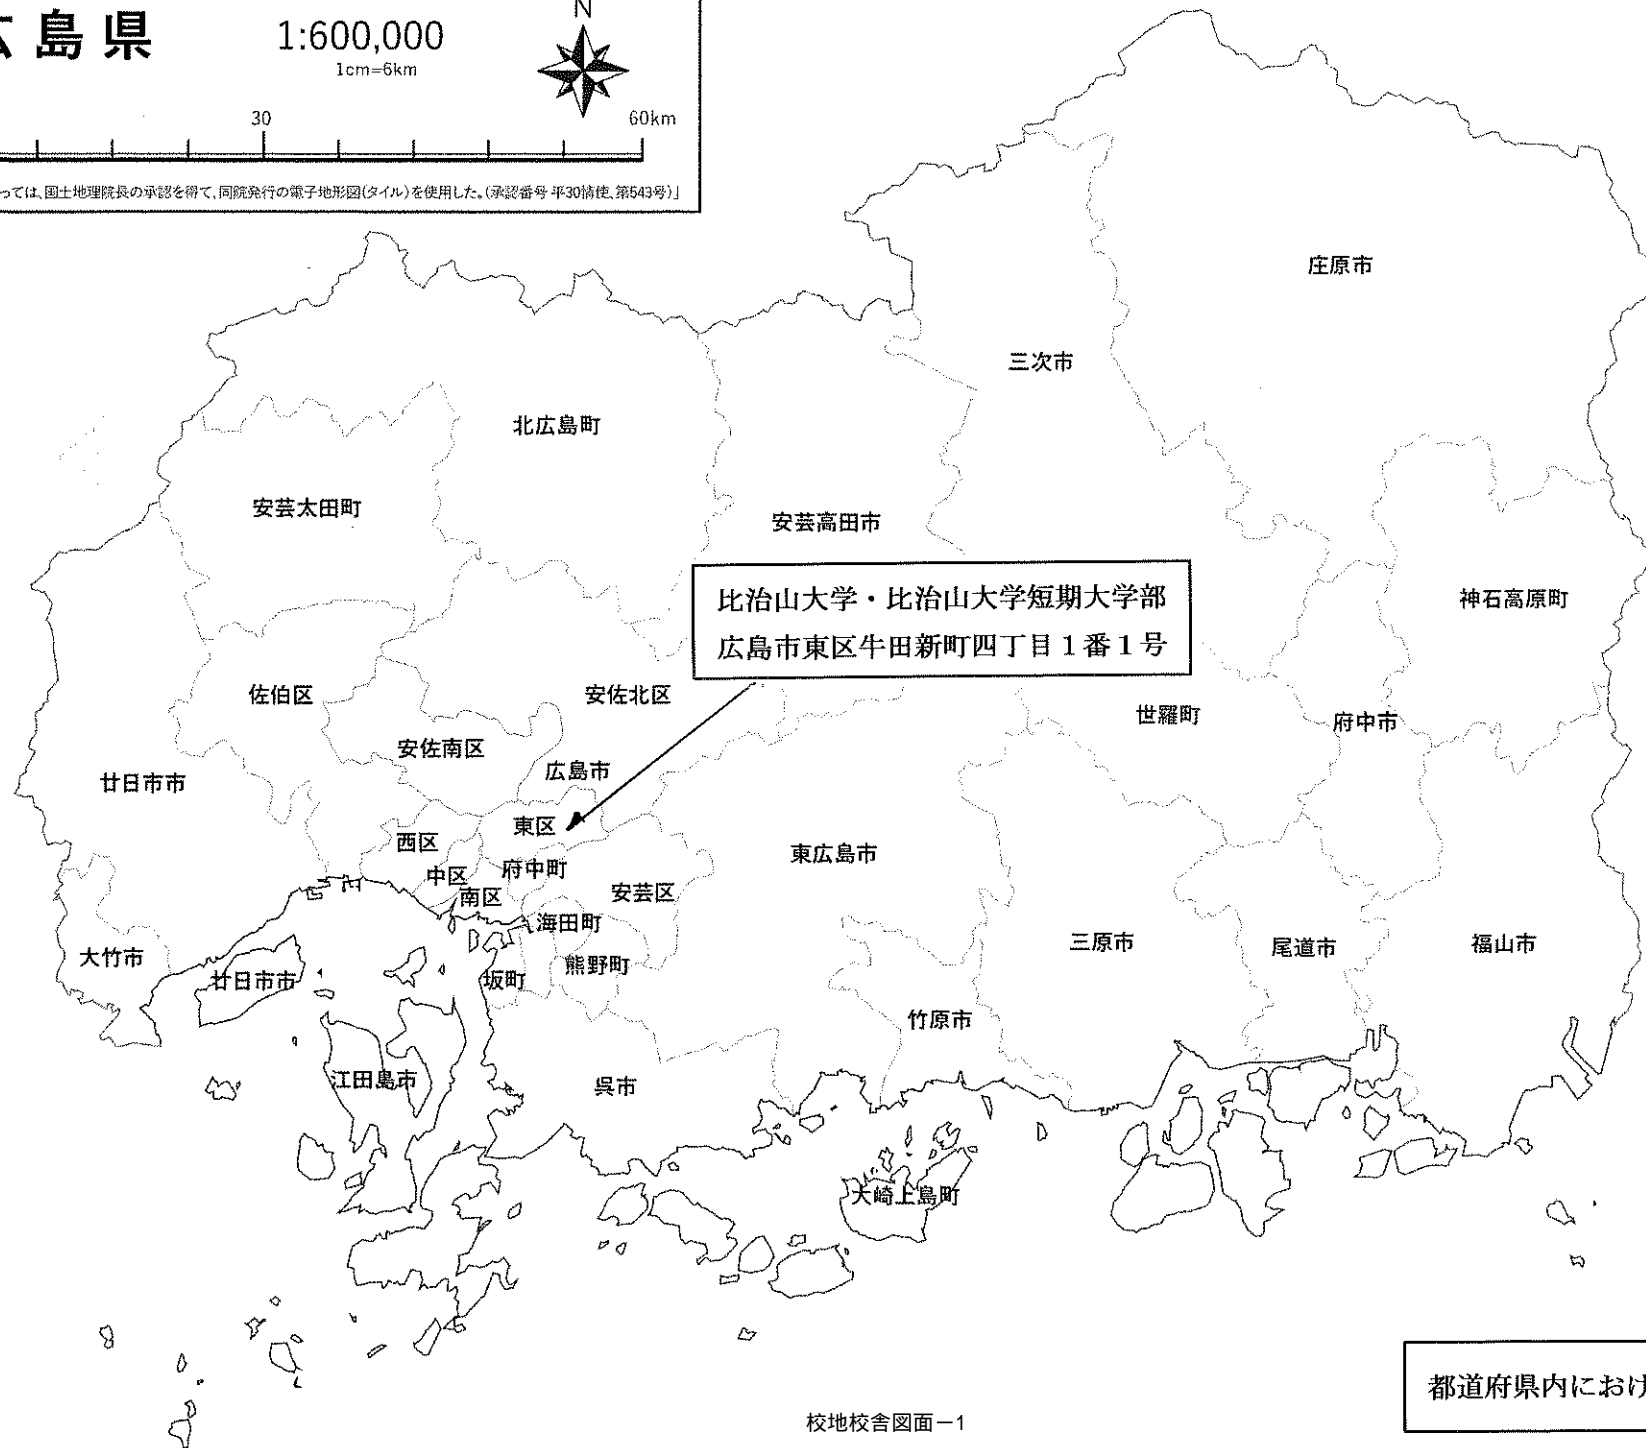 島県
1:600,000
1cm=6km
N
30
60km
っては、国土地理院長の承認を得て、同院発行の電子地形図(タイル)を使用した。(承認番号 平30情使、第543号)」
庄原市
三次市
北広島町
安芸太田町
安芸高田市
比治山大学・比治山大学短期大学部
広島市東区牛田新町四丁目1番1号
神石高原町
佐伯区
安佐北区
世羅町
府中市
安佐南区
広島市
廿日市市
東区
西区
府中町
東広島市
中区
南区
安芸区
海田町
三原市
尾道市
福山市
大竹市
廿日市市
坂町
熊野町
竹原市
江田島市
呉市
大崎上島町
都道府県内におけ
校地校舎図面-1